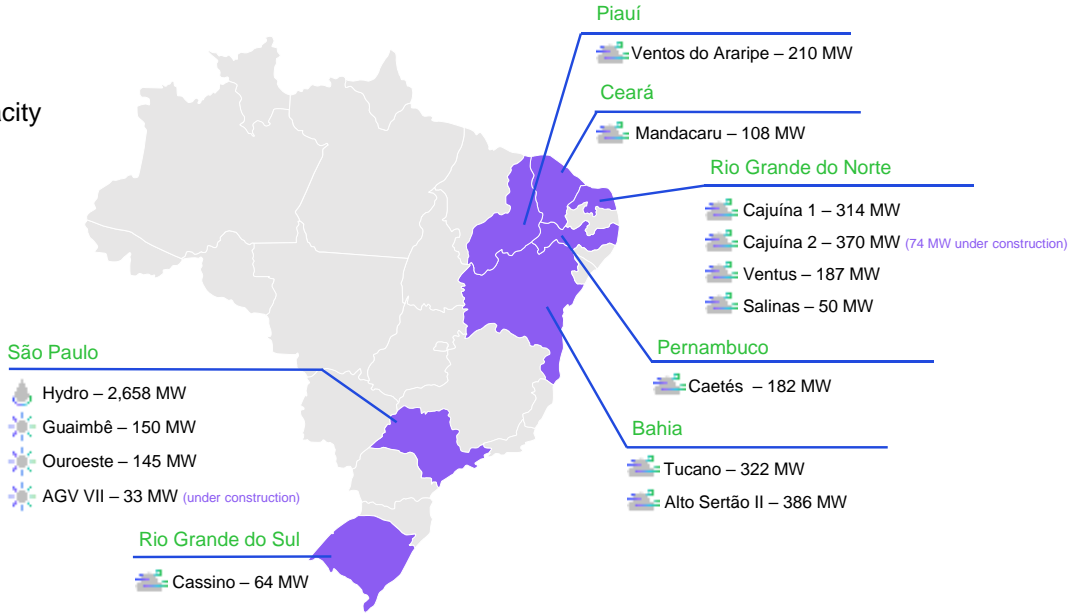 acity
Piauí
Ventos do Araripe – 210 MW
Ceará
Mandacaru – 108 MW
Rio Grande do Norte
Cajuína 1 – 314 MW
Cajuína 2 – 370 MW (74 MW under construction)
Ventus – 187 MW
Salinas – 50 MW
Pernambuco
Caetés – 182 MW
Bahia
Tucano – 322 MW
Alto Sertão II – 386 MW
São Paulo
Hydro – 2,658 MW
Guaimbê – 150 MW
Ouroeste – 145 MW
AGV VII – 33 MW (under construction)
Rio Grande do Sul
Cassino – 64 MW